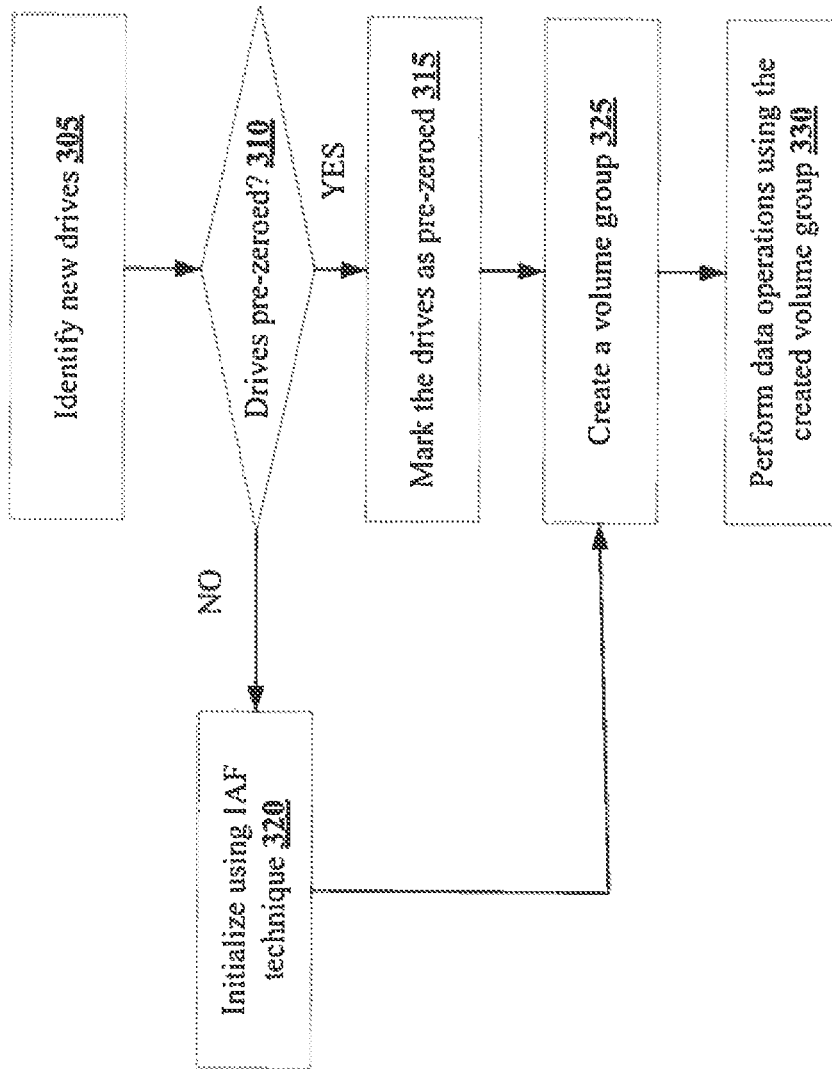 Identify new drives 305
Drives pre-zeroed? 310
NO
YES
Initialize using IAF
technique 320
Mark the drives as pre-zeroed 315
Create a volume group 325
Perform data operations using the
created volume group 330